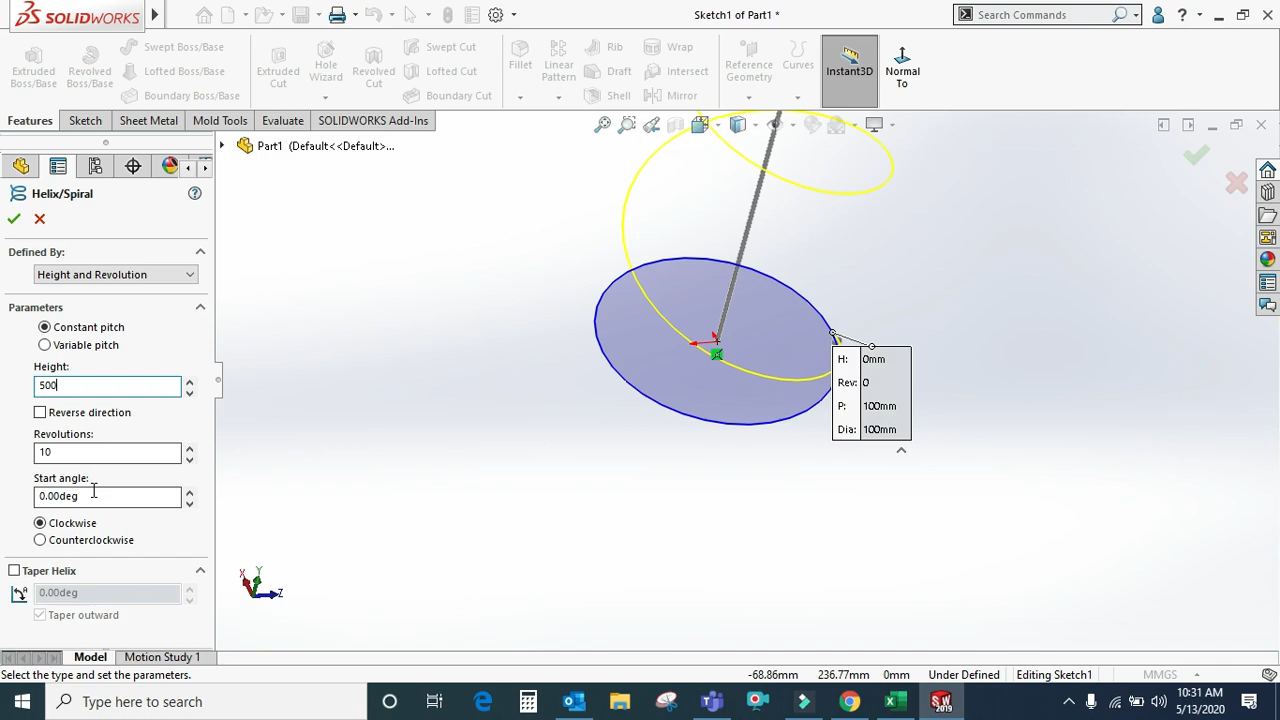 SOLIDWORKS
Sketch1 of Part1 *
Search Commands
Extruded Boss/Base
Revolved Boss/Base
Swept Boss/Base
Lofted Boss/Base
Boundary Boss/Base
Extruded Cut
Hole Wizard
Revolved Cut
Swept Cut
Lofted Cut
Boundary Cut
Fillet
Linear Pattern
Rib
Draft
Shell
Wrap
Intersect
Mirror
Reference Geometry
Curves
Instant3D
Normal To
Features
Sketch
Sheet Metal
Mold Tools
Evaluate
SOLIDWORKS Add-Ins
Part1 (Default<<Default>...
Helix/Spiral
Defined By:
Height and Revolution
Parameters
Constant pitch
Variable pitch
Height:
500
Reverse direction
Revolutions:
10
Start angle:
0.00deg
Clockwise
Counterclockwise
Taper Helix
0.00deg
Taper outward
H: 0mm
Rev: 0
P: 100mm
Dia: 100mm
X
Y
Z
Model
Motion Study 1
Select the type and set the parameters.
-68.86mm
236.77mm
0mm
Under Defined
Editing Sketch1
MMGS
Type here to search
SW
2019
10:31 AM
5/13/2020